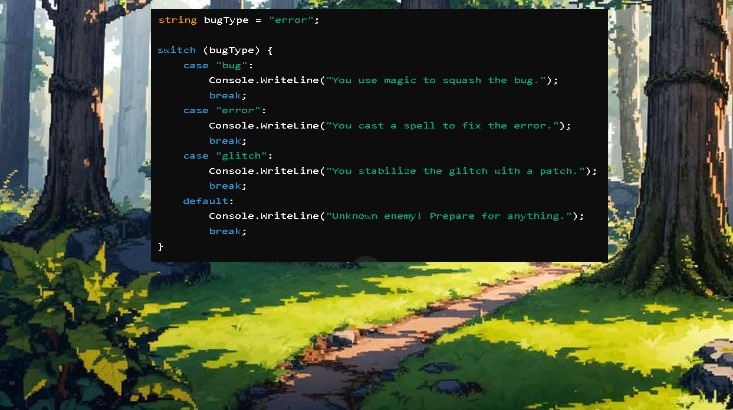 string bugType = "error";
switch (bugType) {
case "bug":
Console.WriteLine("You use magic to squash the bug.");
break;
case "error":
Console.WriteLine("You cast a spell to fix the error.");
break;
case "glitch":
Console.WriteLine("You stabilize the glitch with a patch.");
break;
default:
Console.WriteLine("Unknown enemy! Prepare for anything.");
break;
}